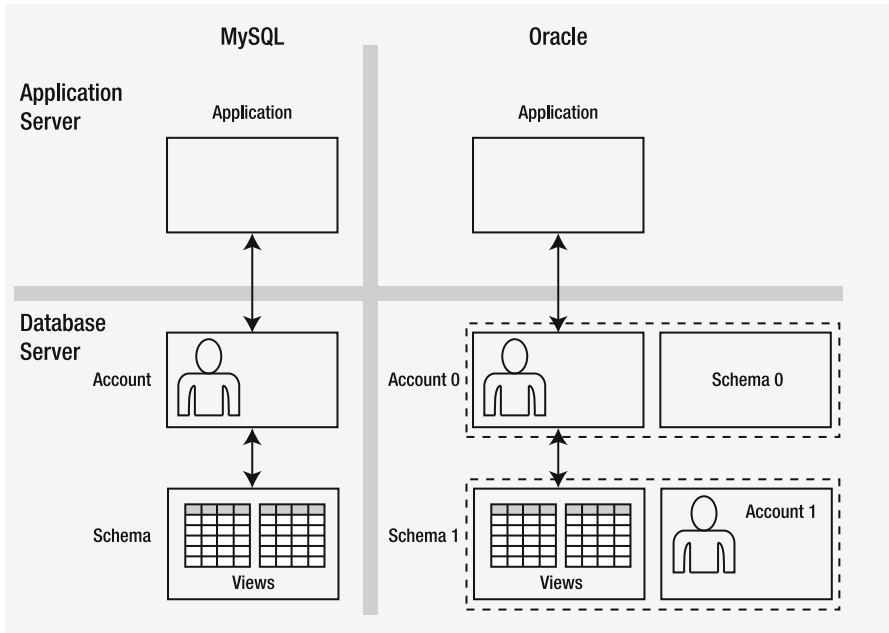 MySQL
Oracle
Application
Server
Application
Application
Database
Server
Account
Account 0
Schema 0
Schema
Views
Schema 1
Views
Account 1